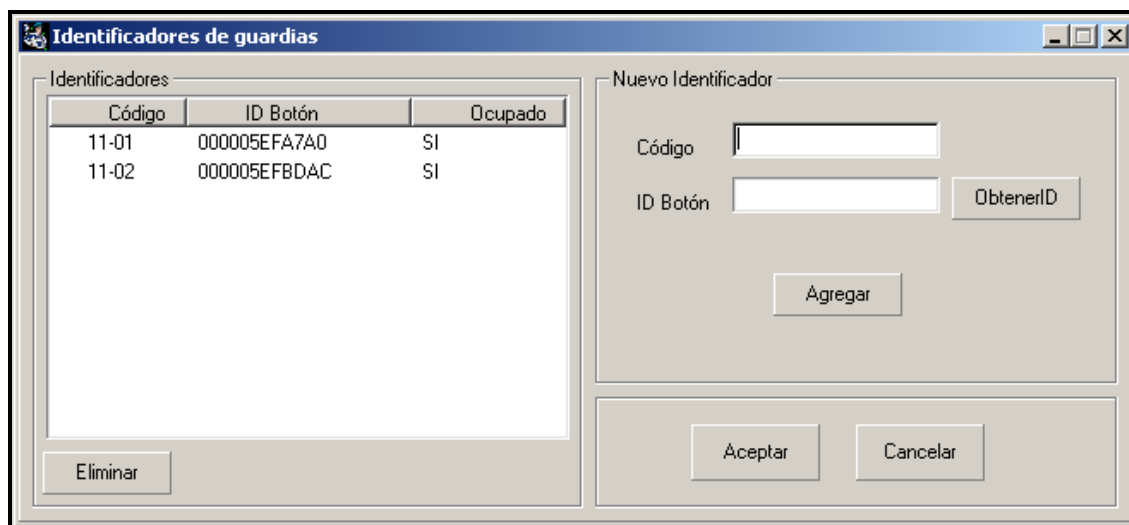 Identificadores de guardias
Identificadores
Código ID Botón Ocupado
11-01 000005EFA7A0 SI
11-02 000005EFBDAC SI
Eliminar
Nuevo Identificador
Código
ID Botón ObtenerID
Agregar
Aceptar Cancelar